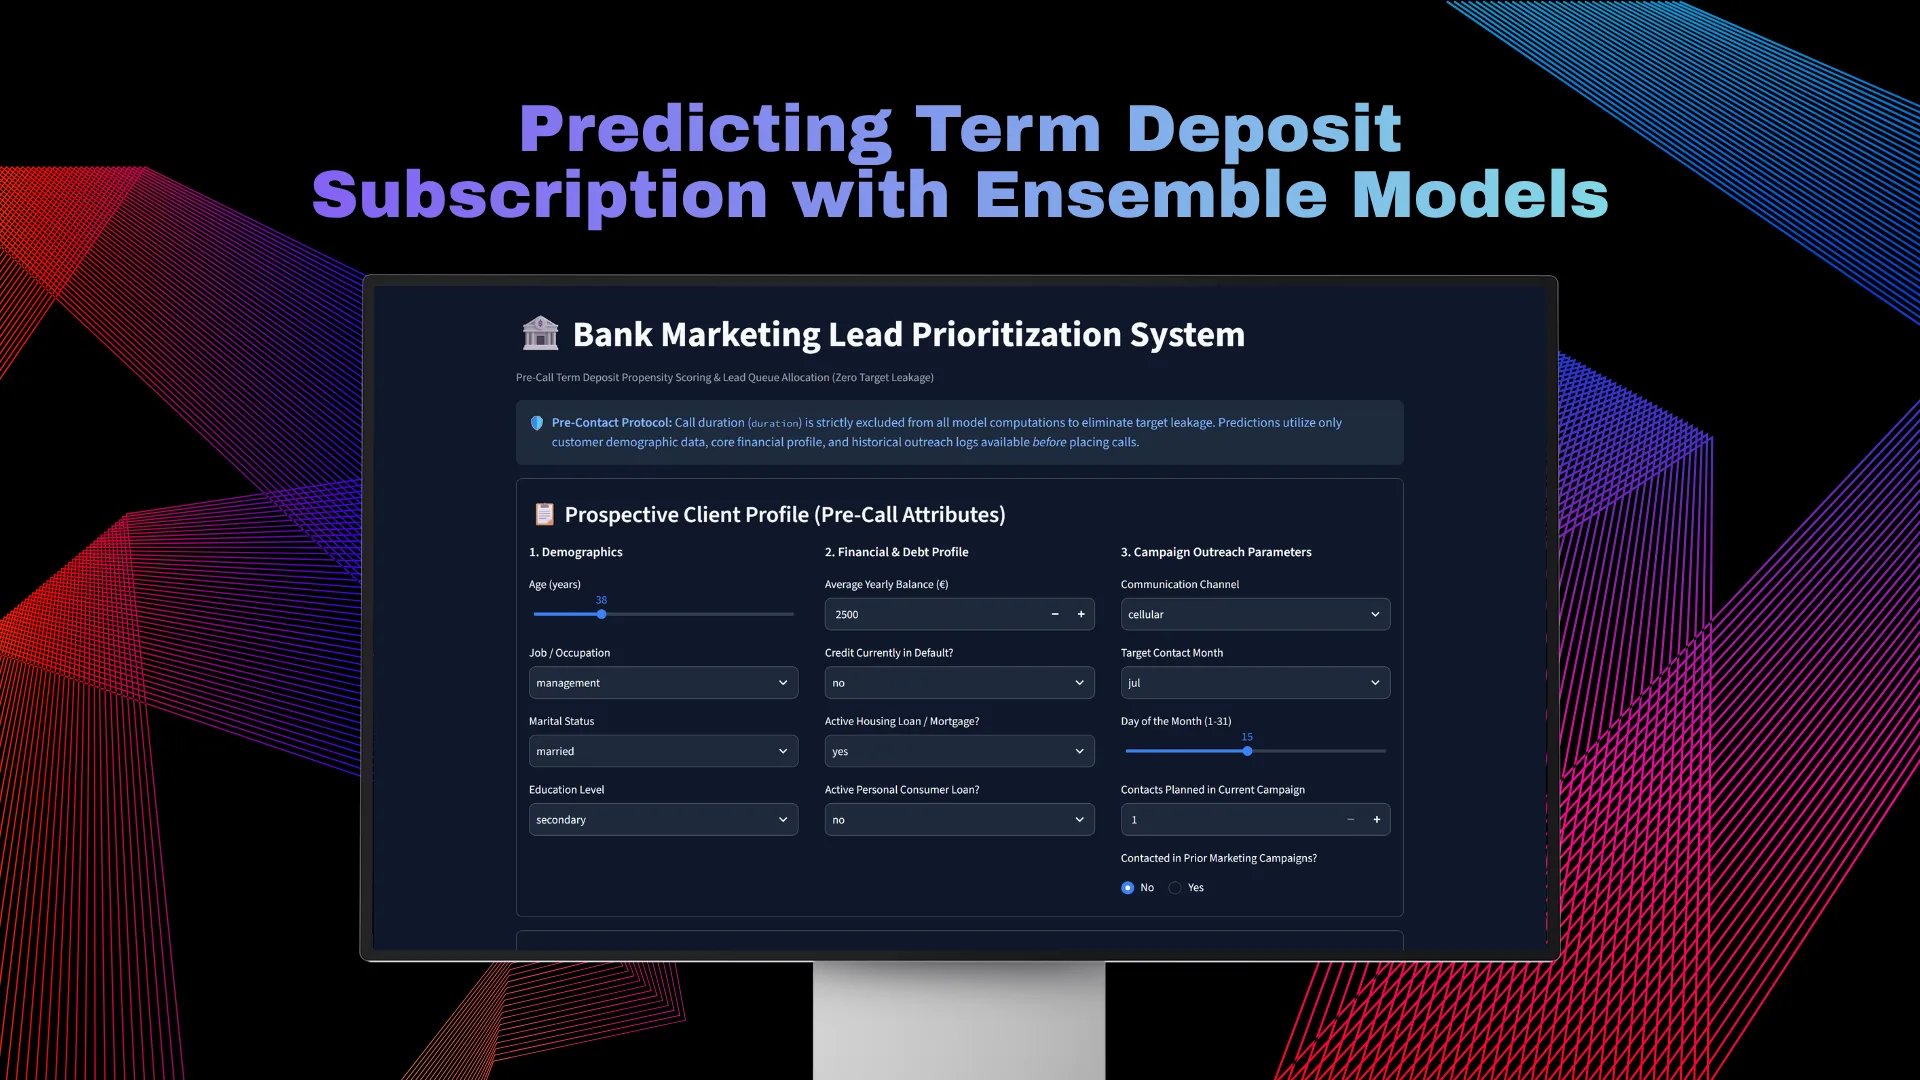 Predicting Term Deposit
Subscription with Ensemble Models
Bank Marketing Lead Prioritization System
Pre-Call Term Deposit Propensity Scoring & Lead Queue Allocation (Zero Target Leakage)
Pre-Contact Protocol: Call duration (duration) is strictly excluded from all model computations to eliminate target leakage. Predictions utilize only
customer demographic data, core financial profile, and historical outreach logs available before placing calls.
Prospective Client Profile (Pre-Call Attributes)
1. Demographics
Age (years)
38
Job / Occupation
management
Marital Status
married
Education Level
secondary
2. Financial & Debt Profile
Average Yearly Balance (€)
2500
Credit Currently in Default?
no
Active Housing Loan / Mortgage?
yes
Active Personal Consumer Loan?
no
3. Campaign Outreach Parameters
Communication Channel
cellular
Target Contact Month
jul
Day of the Month (1-31)
15
Contacts Planned in Current Campaign
1
Contacted in Prior Marketing Campaigns?
No Yes